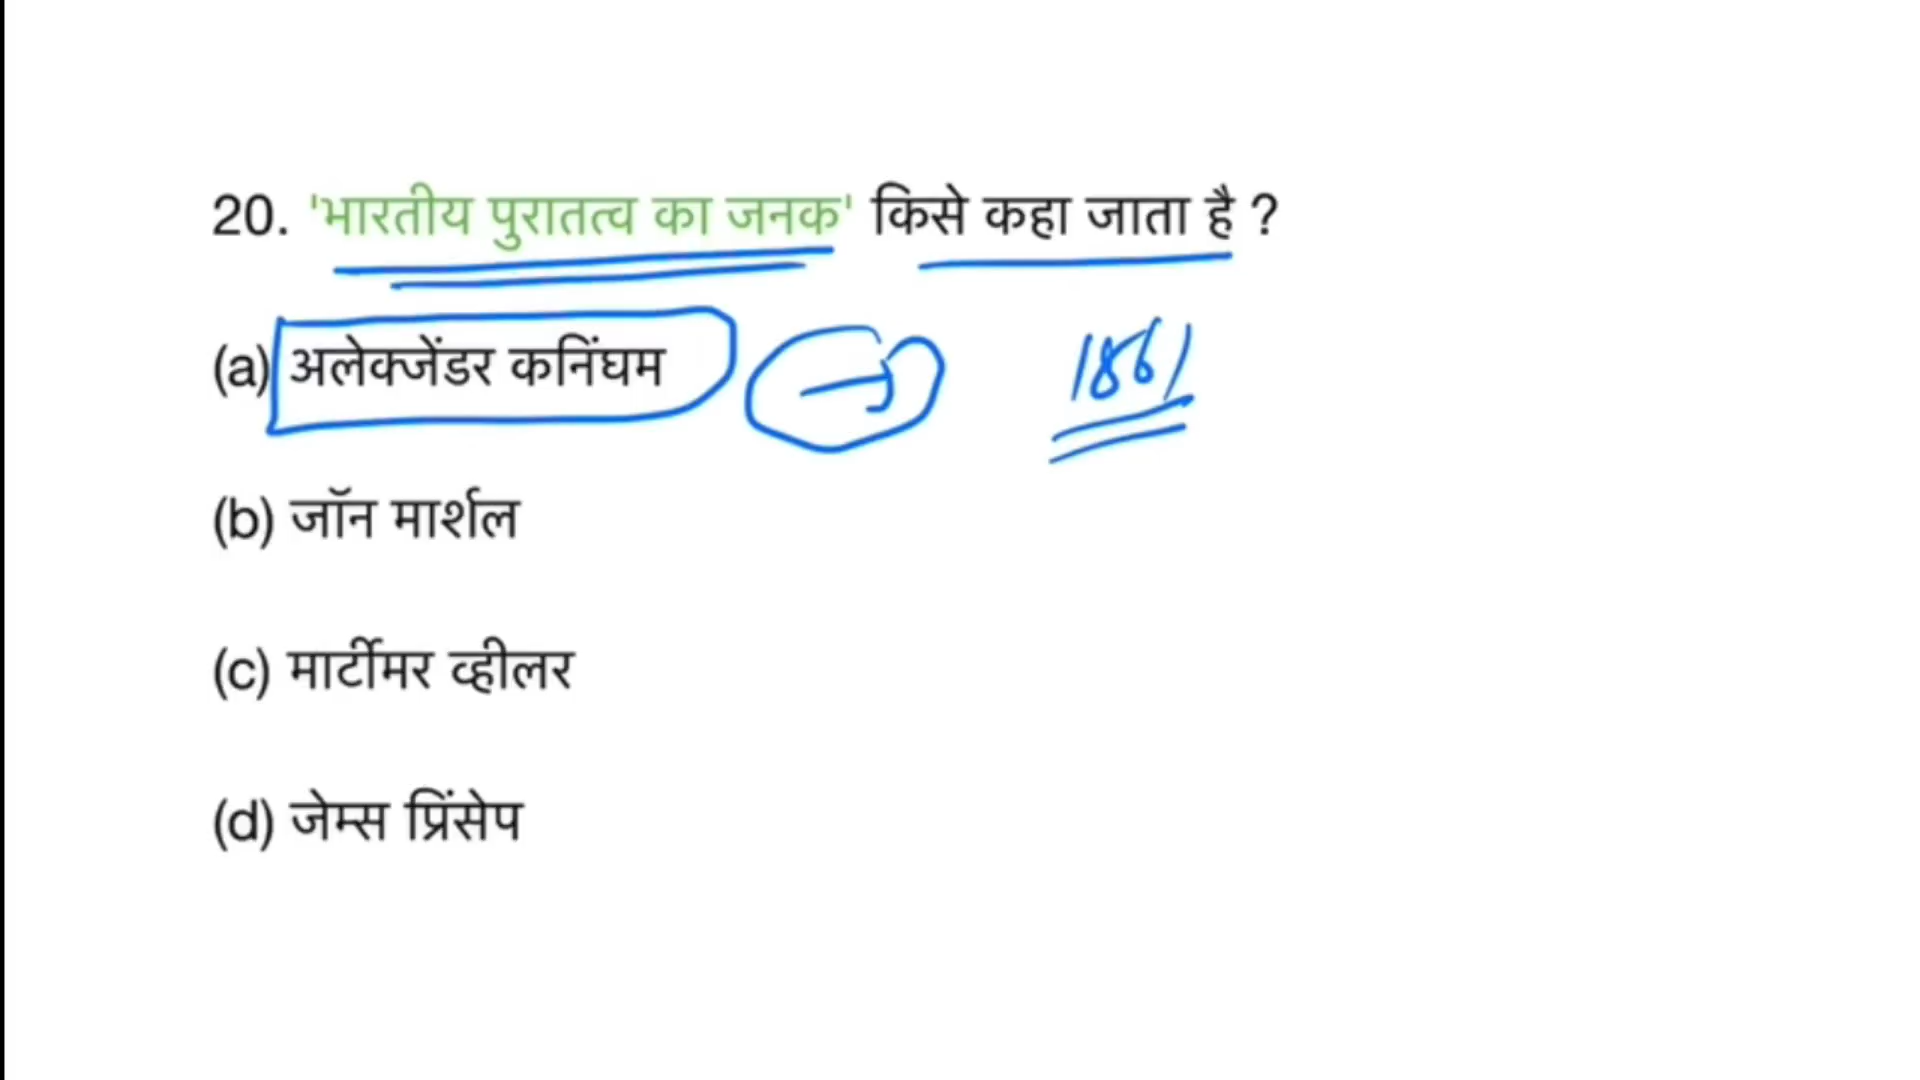 20. 'भारतीय पुरातत्व का जनक' किसे कहा जाता है ?
(a) अलेक्जेंडर कनिंघम 1861
(b) जॉन मार्शल
(c) मार्टीमर व्हीलर
(d) जेम्स प्रिंसेप